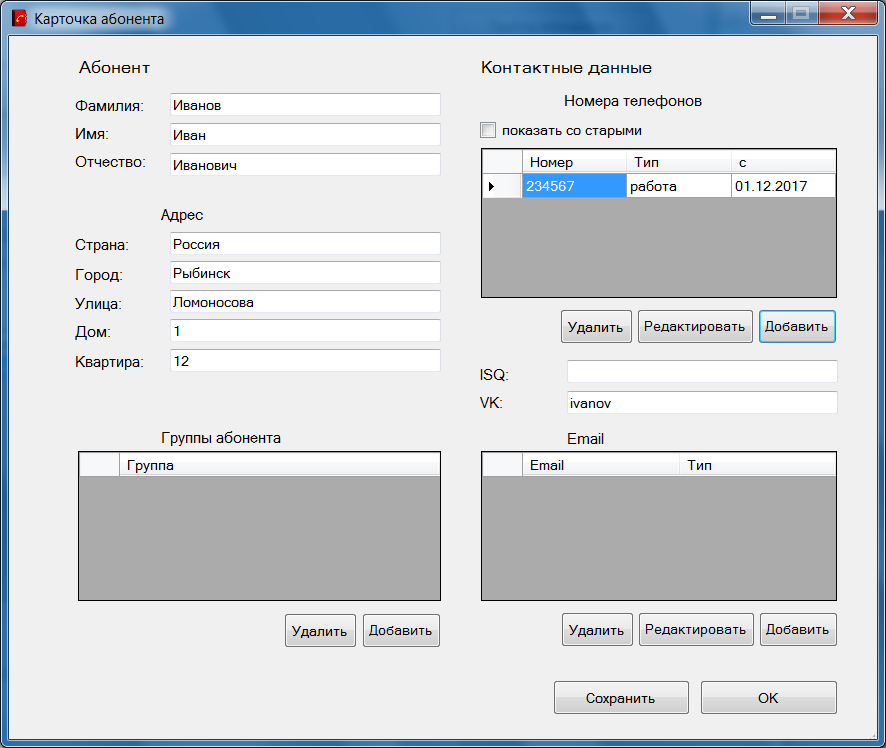 Карточка абонента
Абонент
Фамилия: Иванов
Имя: Иван
Отчество: Иванович
Адрес
Страна: Россия
Город: Рыбинск
Улица: Ломоносова
Дом: 1
Квартира: 12
Группы абонента
Группа
Удалить Добавить
Контактные данные
Номера телефонов
показать со старыми
Номер Тип с
234567 работа 01.12.2017
Удалить Редактировать Добавить
ISQ:
VK: ivanov
Email
Email Тип
Удалить Редактировать Добавить
Сохранить OK